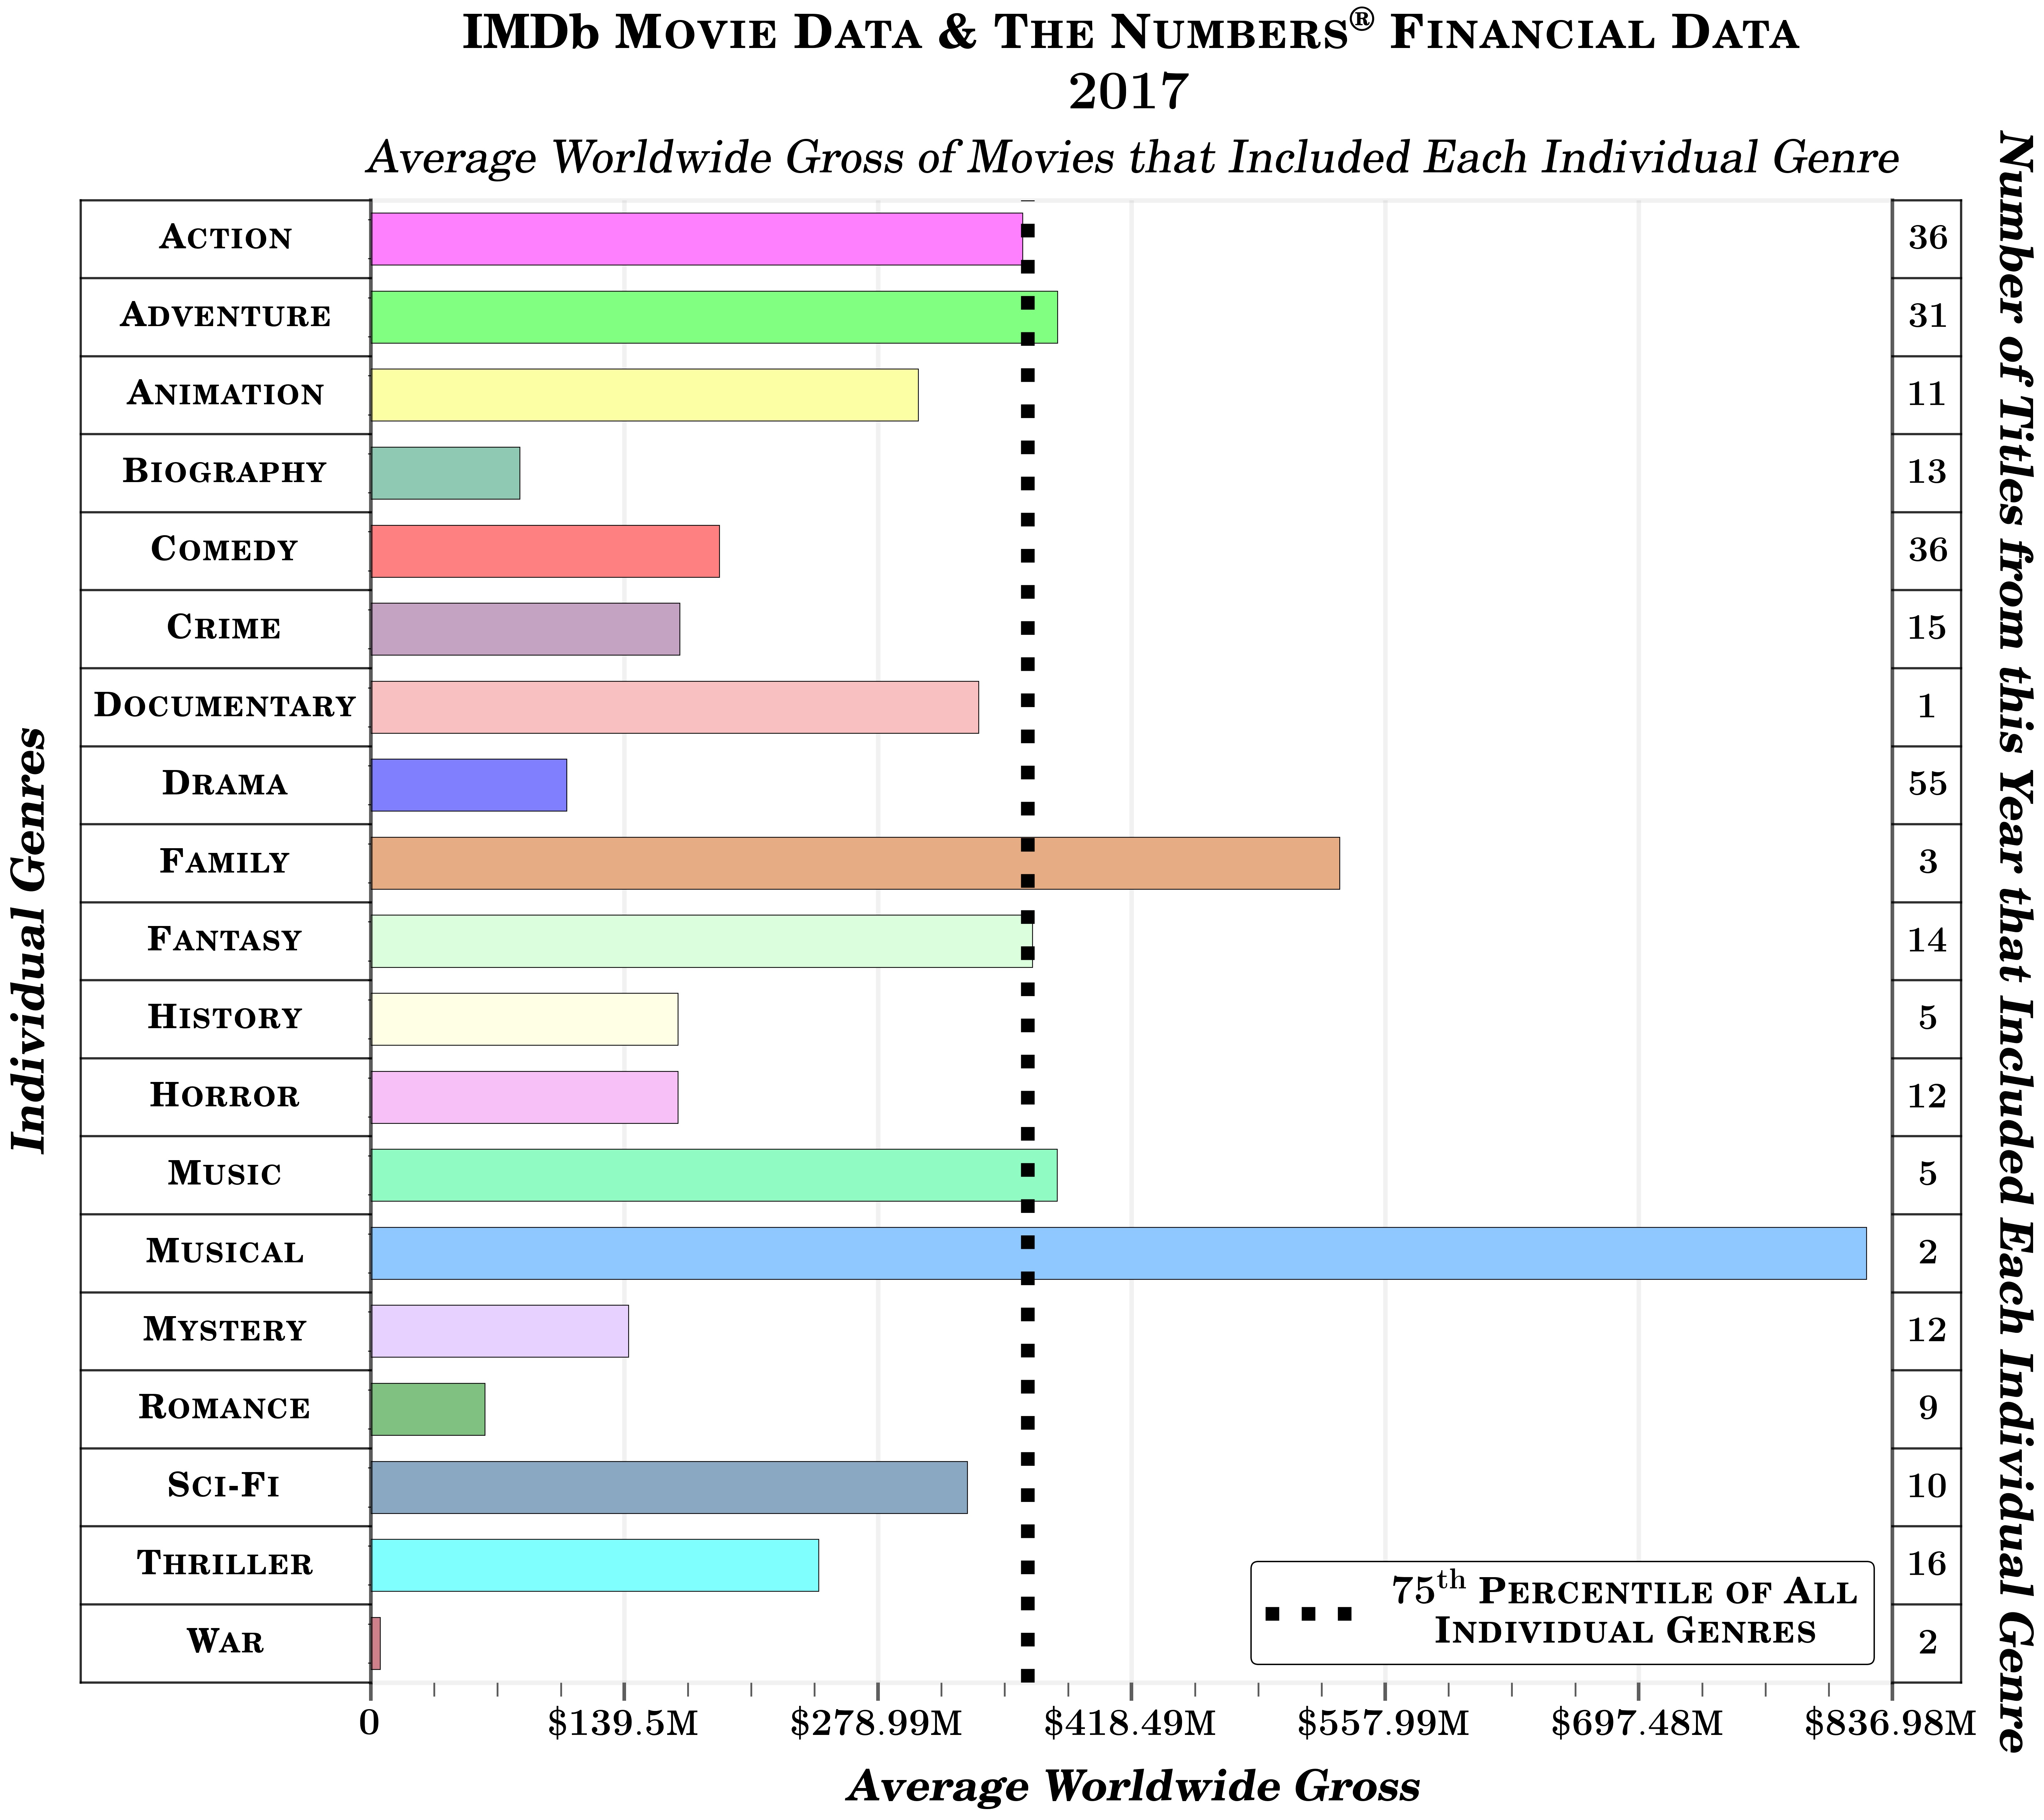 IMDb Movie Data & The Numbers® Financial Data
2017
Average Worldwide Gross of Movies that Included Each Individual Genre
Individual Genres
Action 36
Adventure 31
Animation 11
Biography 13
Comedy 36
Crime 15
Documentary 1
Drama 55
Family 3
Fantasy 14
History 5
Horror 12
Music 5
Musical 2
Mystery 12
Romance 9
Sci-Fi 10
Thriller 16
War 2
Number of Titles from this Year that Included Each Individual Genre
75th Percentile of All
Individual Genres
0 $139.5M $278.99M $418.49M $557.99M $697.48M $836.98M
Average Worldwide Gross